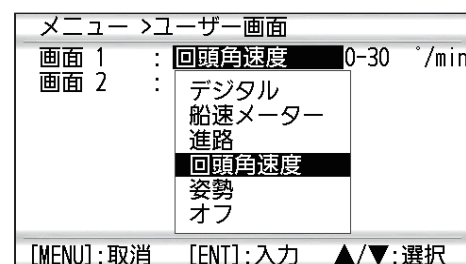 メニュー >ユーザー画面
画面 1 : 回頭角速度 0-30 ˚/min
画面 2 :
デジタル
船速メーター
進路
回頭角速度
姿勢
オフ
[MENU]:取消 [ENT]:入力 ▲/▼:選択